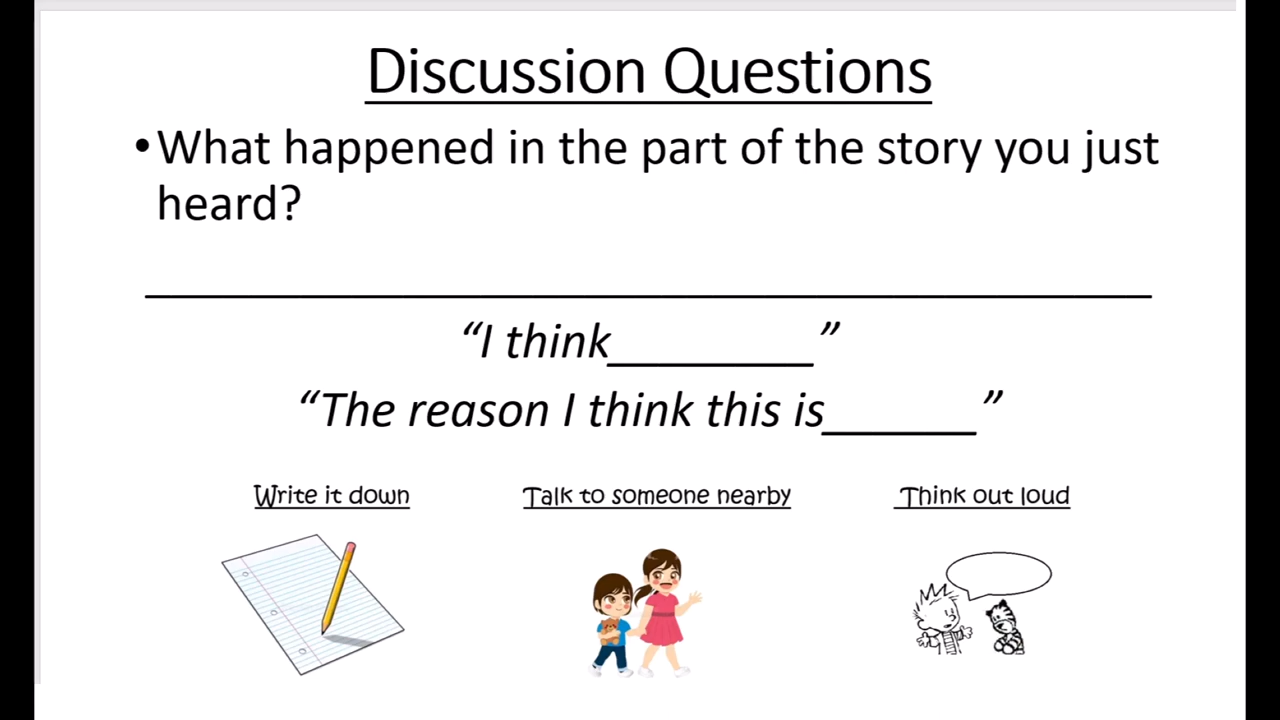 Discussion Questions
•What happened in the part of the story you just
heard?
“I think________”
“The reason I think this is______”
Write it down
Talk to someone nearby
Think out loud